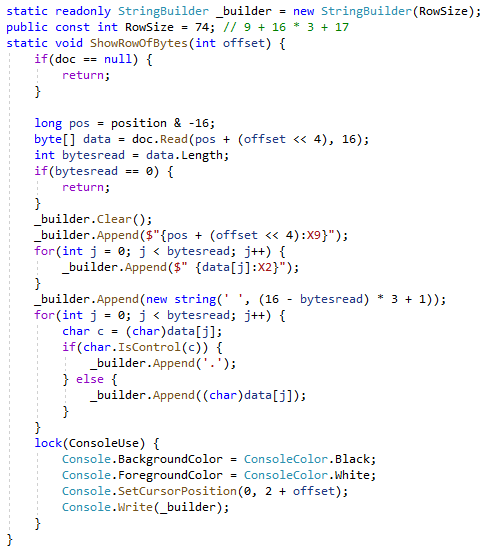 static readonly StringBuilder _builder = new StringBuilder(RowSize);
public const int RowSize = 74; // 9 + 16 * 3 + 17
static void ShowRowOfBytes(int offset) {
    if(doc == null) {
        return;
    }

    long pos = position & -16;
    byte[] data = doc.Read(pos + (offset << 4), 16);
    int bytesread = data.Length;
    if(bytesread == 0) {
        return;
    }
    _builder.Clear();
    _builder.Append($"{pos + (offset << 4):X9}");
    for(int j = 0; j < bytesread; j++) {
        _builder.Append($" {data[j]:X2}");
    }
    _builder.Append(new string(' ', (16 - bytesread) * 3 + 1));
    for(int j = 0; j < bytesread; j++) {
        char c = (char)data[j];
        if(char.IsControl(c)) {
            _builder.Append('.');
        } else {
            _builder.Append((char)data[j]);
        }
    }
    lock(ConsoleUse) {
        Console.BackgroundColor = ConsoleColor.Black;
        Console.ForegroundColor = ConsoleColor.White;
        Console.SetCursorPosition(0, 2 + offset);
        Console.Write(_builder);
    }
}